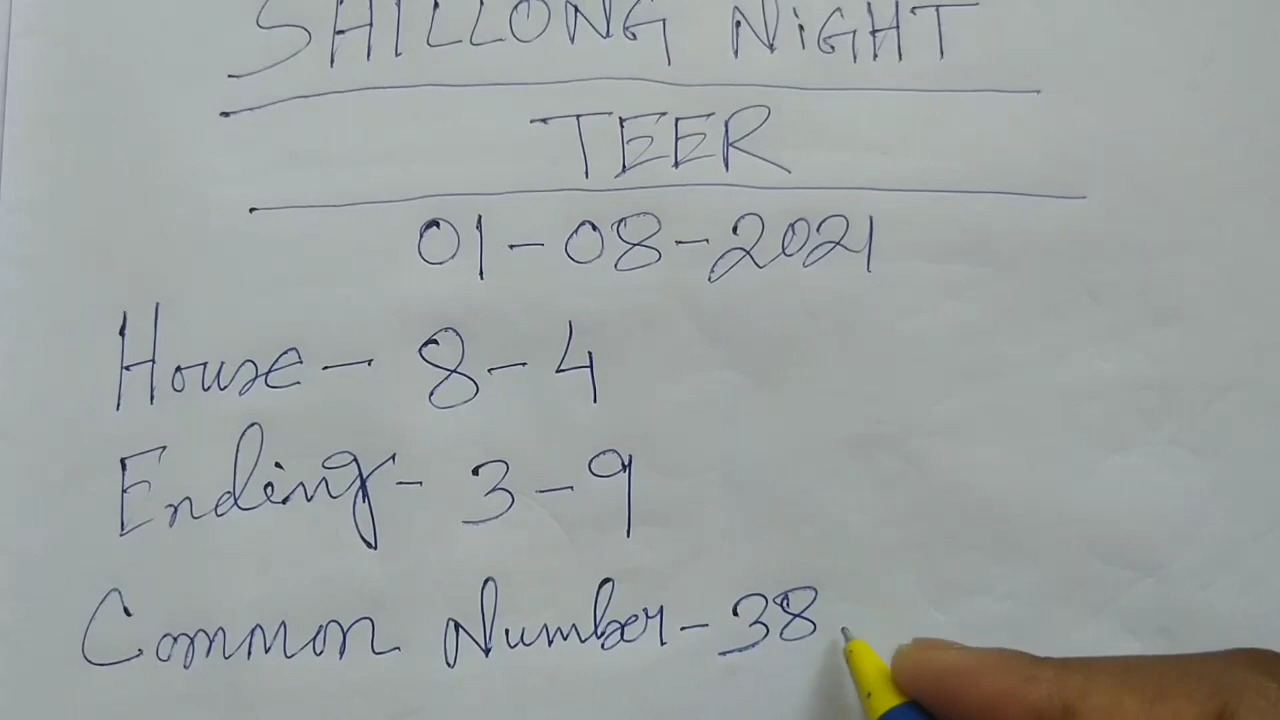 SHILLONG NiGHT
TEER
01-08-2021
House - 8-4
Ending - 3-9
Common Number - 38